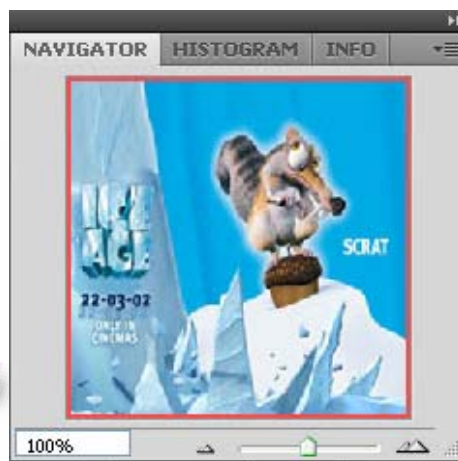 NAVIGATOR HISTOGRAM INFO
ICE
AGE
SCRAT
22-03-02
ONLY IN
CINEMAS
100%